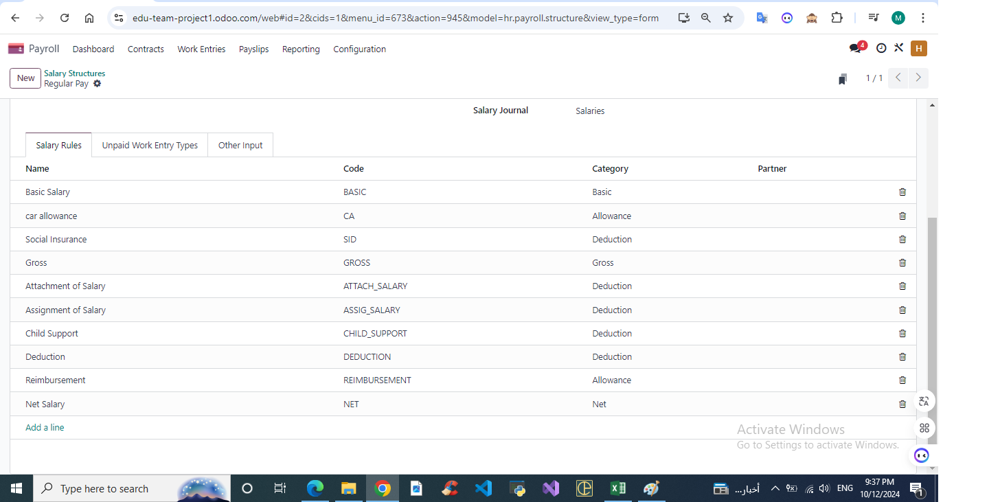 edu-team-project1.odoo.com/web#id=2&cids=1&menu_id=673&action=945&model=hr.payroll.structure&view_type=form
M
Payroll Dashboard Contracts Work Entries Payslips Reporting Configuration
4
H
New
Salary Structures
Regular Pay
1 / 1
Salary Journal Salaries
Salary Rules Unpaid Work Entry Types Other Input
Name Code Category Partner
Basic Salary BASIC Basic
car allowance CA Allowance
Social Insurance SID Deduction
Gross GROSS Gross
Attachment of Salary ATTACH_SALARY Deduction
Assignment of Salary ASSIG_SALARY Deduction
Child Support CHILD_SUPPORT Deduction
Deduction DEDUCTION Deduction
Reimbursement REIMBURSEMENT Allowance
Net Salary NET Net
Add a line
Activate Windows
Go to Settings to activate Windows.
Type here to search
أخبار...
ENG
9:37 PM
10/12/2024
1